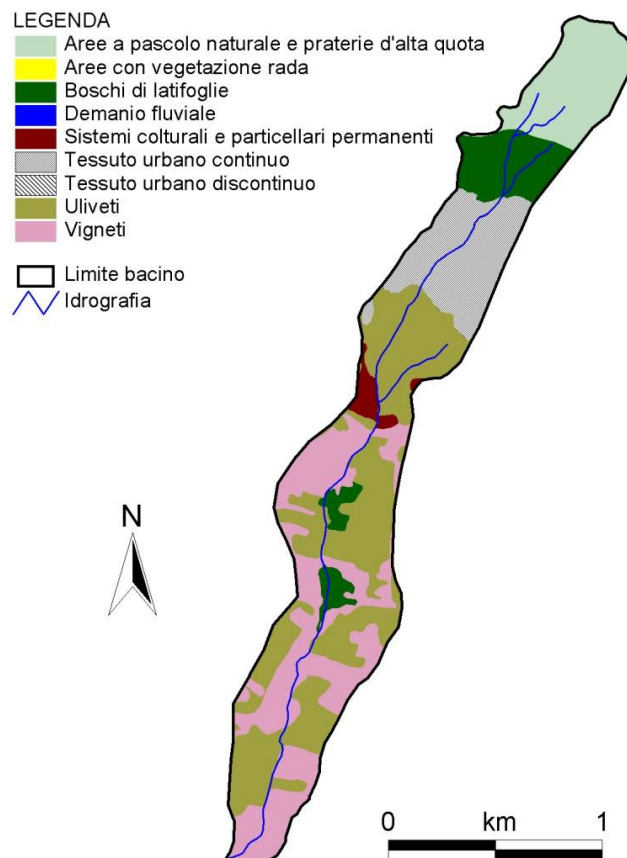 LEGENDA
Aree a pascolo naturale e praterie d'alta quota
Aree con vegetazione rada
Boschi di latifoglie
Demanio fluviale
Sistemi colturali e particellari permanenti
Tessuto urbano continuo
Tessuto urbano discontinuo
Uliveti
Vigneti
Limite bacino
Idrografia
N
0 km 1